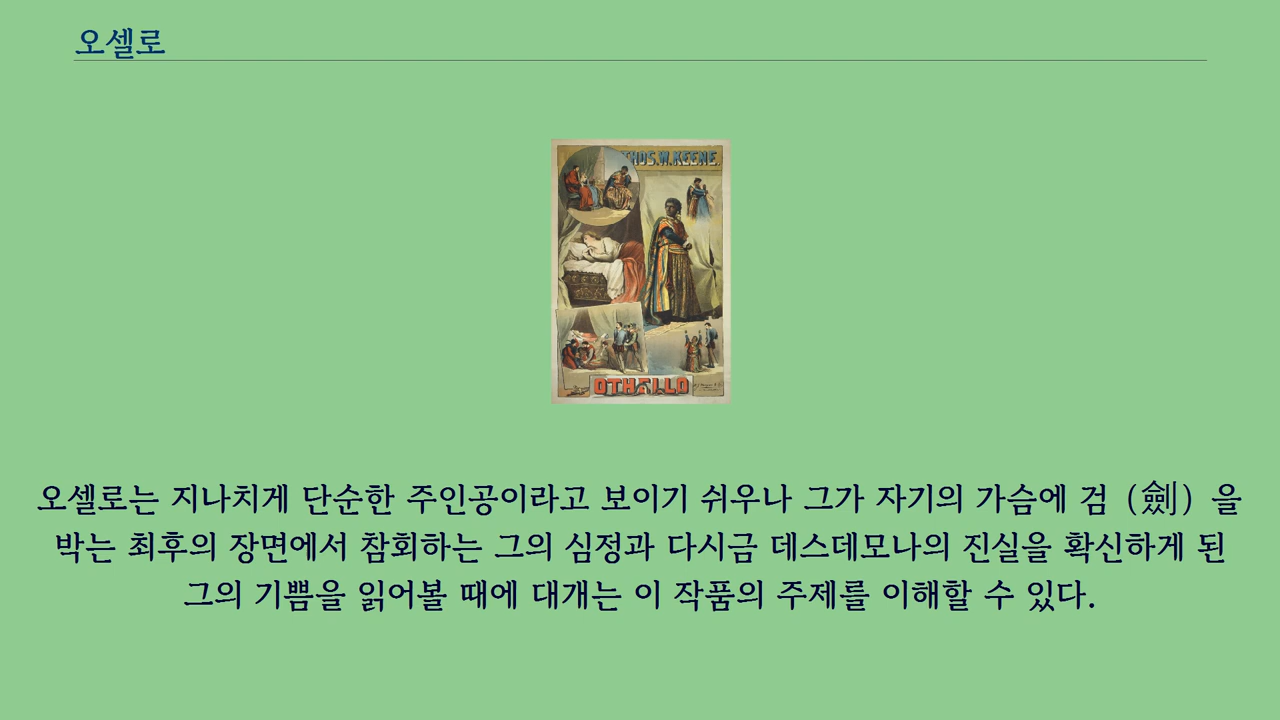 오셀로
THOS.W.KEENE.
OTHELLO
오셀로는 지나치게 단순한 주인공이라고 보이기 쉬우나 그가 자기의 가슴에 검（劍）을
박는 최후의 장면에서 참회하는 그의 심정과 다시금 데스데모나의 진실을 확신하게 된
그의 기쁨을 읽어볼 때에 대개는 이 작품의 주제를 이해할 수 있다.